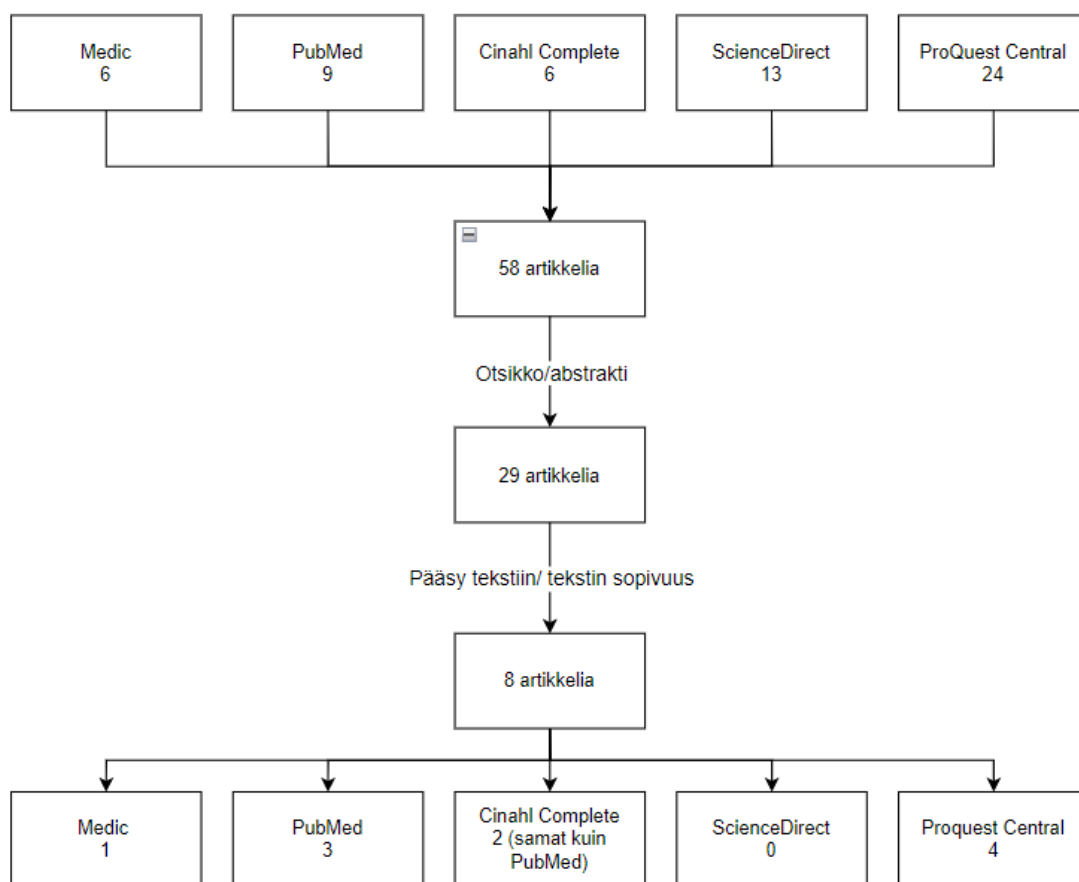 Medic
6
PubMed
9
Cinahl Complete
6
ScienceDirect
13
ProQuest Central
24
58 artikkelia
Otsikko/abstrakti
29 artikkelia
Pääsy tekstiin/ tekstin sopivuus
8 artikkelia
Medic
1
PubMed
3
Cinahl Complete
2 (samat kuin
PubMed)
ScienceDirect
0
Proquest Central
4